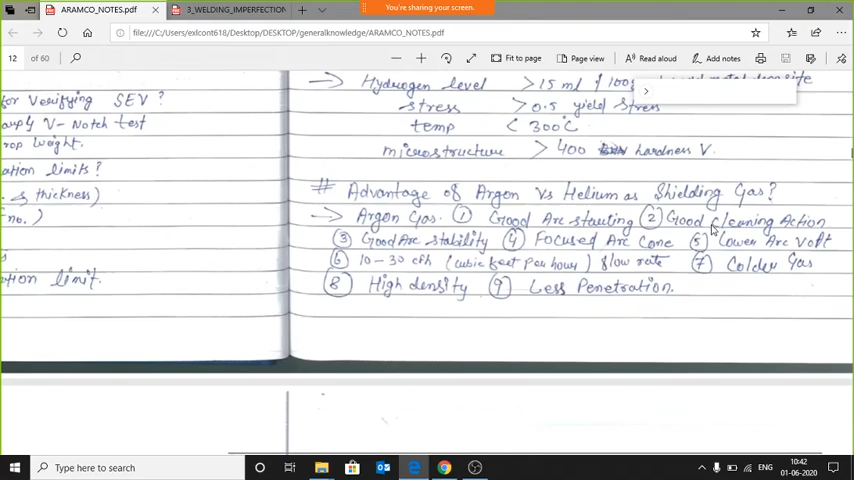 ARAMCO_NOTES.pdf
3_WELDING_IMPERFECTION
You're sharing your screen.
file:///C:/Users/exlcont618/Desktop/DESKTOP/generalknowledge/ARAMCO_NOTES.pdf
12 of 60
Fit to page
Page view
Read aloud
Add notes
for Verifying SEV?
V-Notch test
rop weight.
ation limits?
& thickness)
no.)
ation limit.
→ Hydrogen level > 15 ml / 100g
stress > 0.5 yield stress
temp < 300°C
microstructure > 400 hardness V.
# Advantage of Argon vs Helium as Shielding Gas?
→ Argon Gas. ① Good Arc starting ② Good cleaning Action
③ Good Arc stability ④ Focused Arc Cone ⑤ Lower Arc Volt
⑥ 10-30 cfh (cubic feet per hour) flow rate ⑦ Colder Gas
⑧ High density ⑨ Less Penetration.
Type here to search
ENG
10:42
01-06-2020